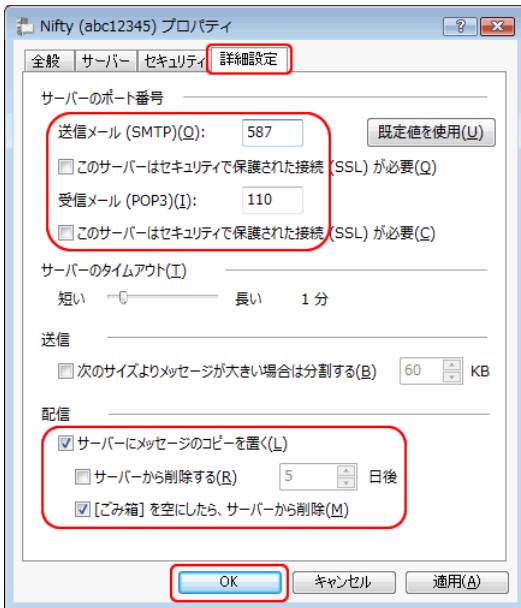 Nifty (abc12345) プロパティ
全般 サーバー セキュリティ 詳細設定
サーバーのポート番号
送信メール (SMTP)(O): 587 既定値を使用(U)
このサーバーはセキュリティで保護された接続 (SSL) が必要(Q)
受信メール (POP3)(I): 110
このサーバーはセキュリティで保護された接続 (SSL) が必要(C)
サーバーのタイムアウト(T)
短い 長い 1 分
送信
次のサイズよりメッセージが大きい場合は分割する(B) 60 KB
配信
サーバーにメッセージのコピーを置く(L)
サーバーから削除する(R) 5 日後
[ごみ箱] を空にしたら、サーバーから削除(M)
OK キャンセル 適用(A)